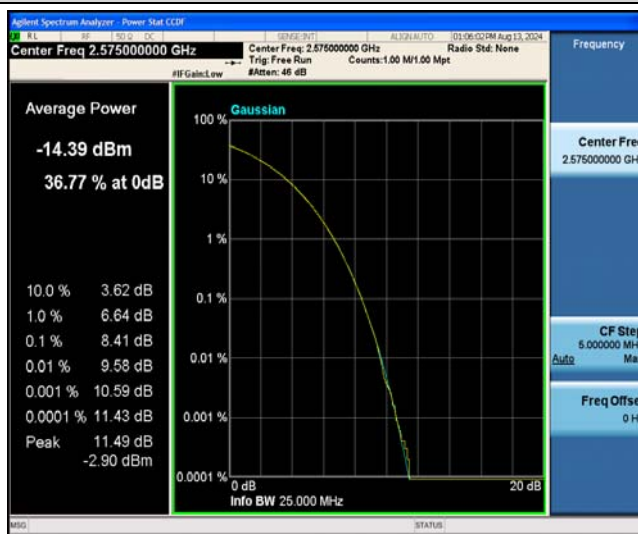 Agilent Spectrum Analyzer - Power Stat CCDF
RL RF 50 Ω DC SENSE:INT ALIGN AUTO 01:06:02 PM Aug 13, 2024
Center Freq 2.575000000 GHz
Center Freq: 2.575000000 GHz Radio Std: None
Trig: Free Run Counts:1.00 M/1.00 Mpt
#IFGain:Low #Atten: 46 dB
Frequency
Average Power
-14.39 dBm
36.77 % at 0dB
10.0 % 3.62 dB
1.0 % 6.64 dB
0.1 % 8.41 dB
0.01 % 9.58 dB
0.001 % 10.59 dB
0.0001 % 11.43 dB
Peak 11.49 dB
-2.90 dBm
Gaussian
100 %
10 %
1 %
0.1 %
0.01 %
0.001 %
0.0001 %
0 dB 20 dB
Info BW 25.000 MHz
Center Fre
2.575000000 GH
CF Ste
5.000000 MH
Auto Ma
Freq Offse
0 H
MSG STATUS